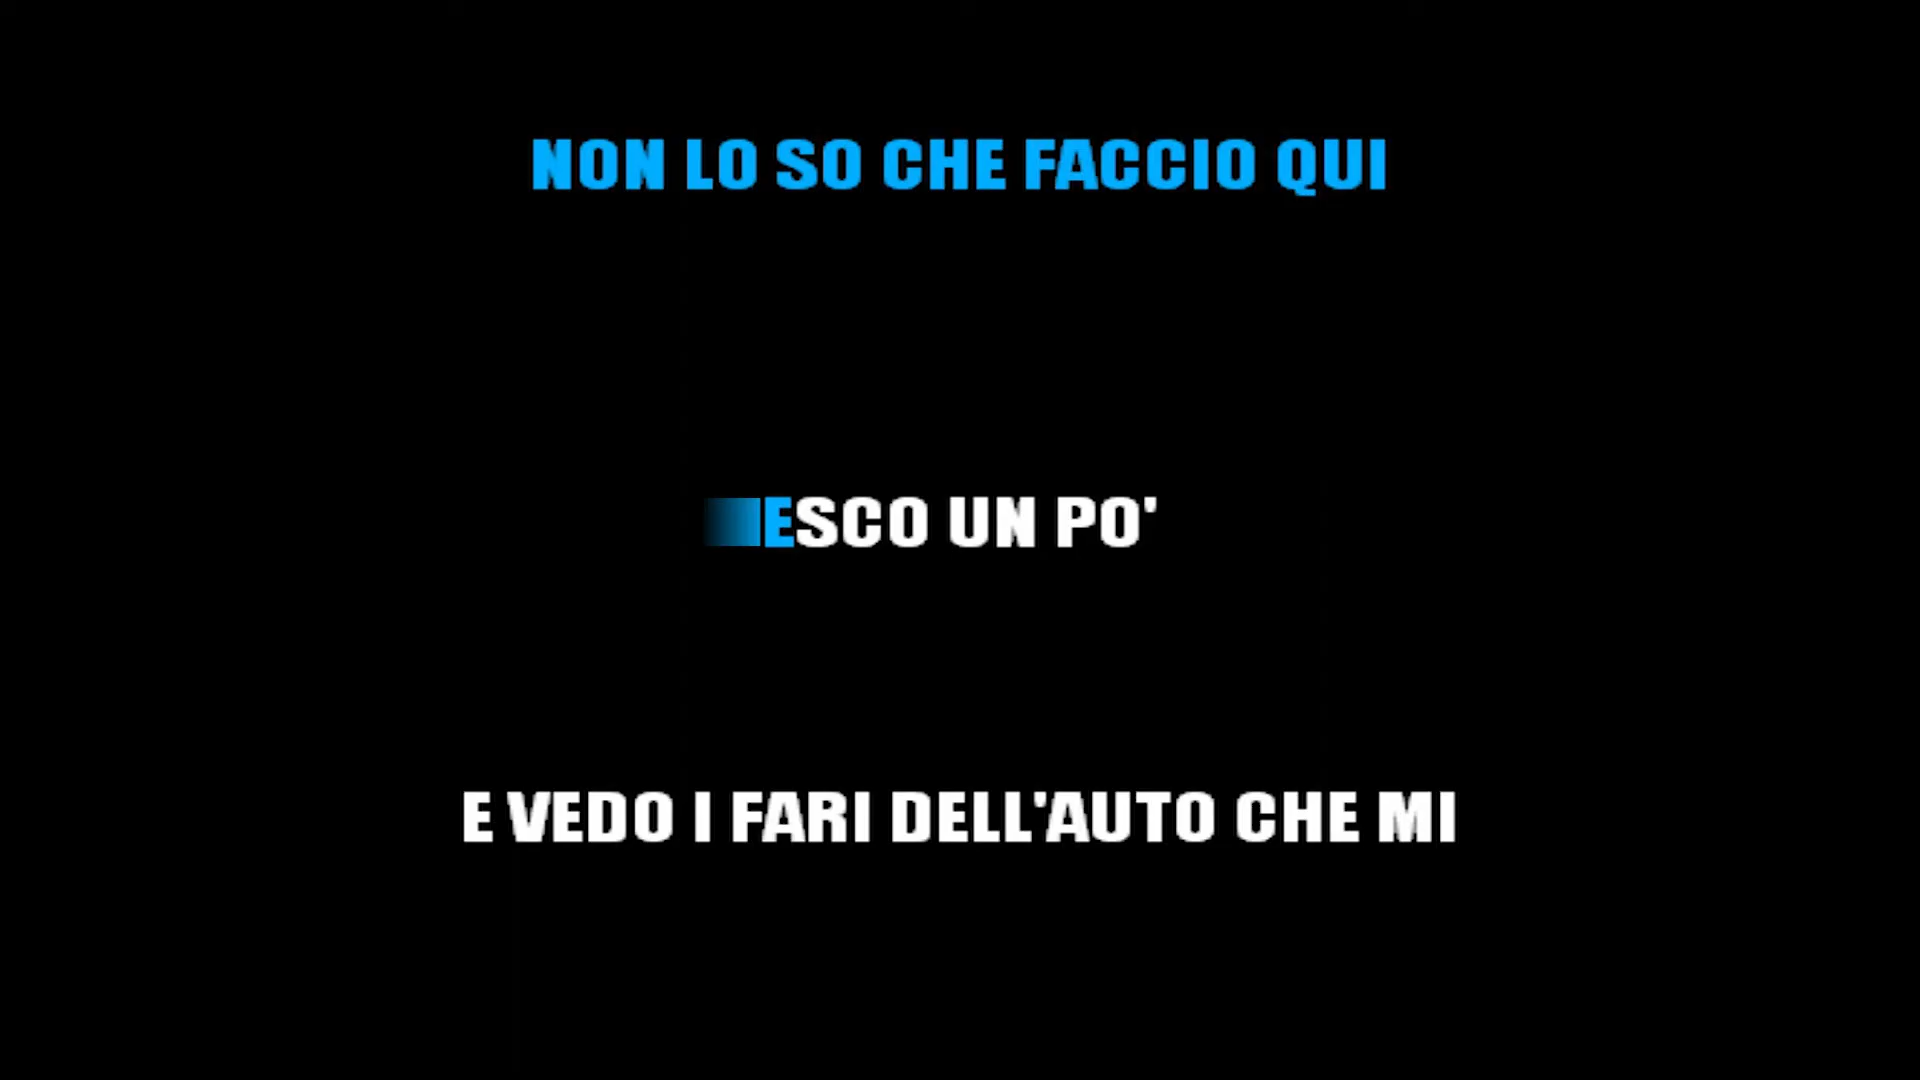 NON LO SO CHE FACCIO QUI
ESCO UN PO'
E VEDO I FARI DELL'AUTO CHE MI